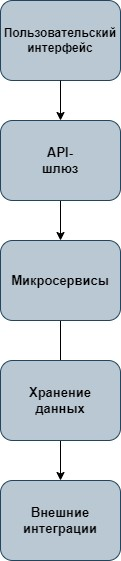 Пользовательский
интерфейс
API-
шлюз
Микросервисы
Хранение
данных
Внешние
интеграции